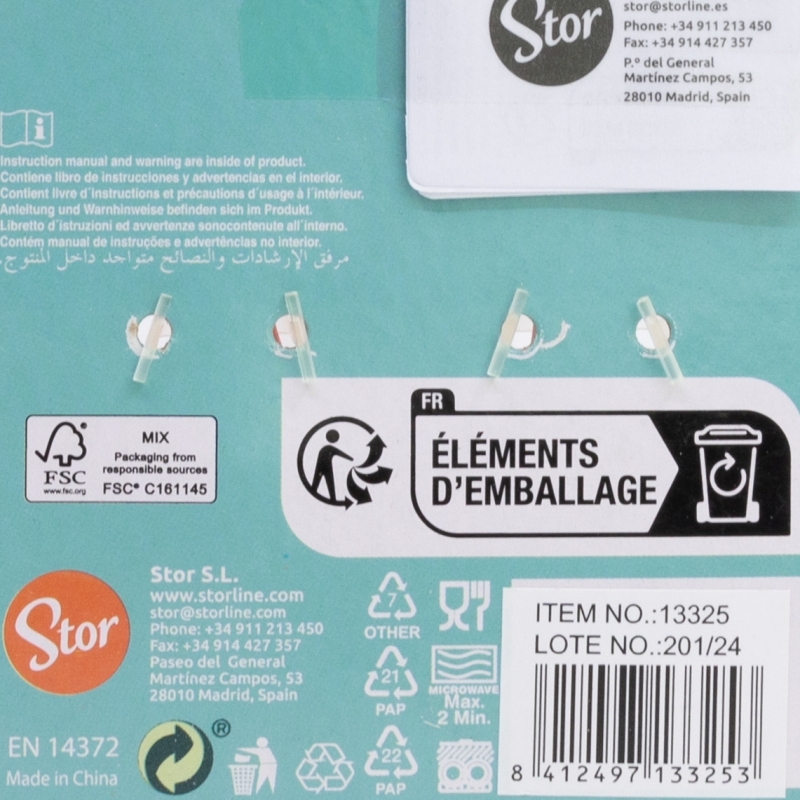 Stor
stor@storline.es
Phone: +34 911 213 450
Fax: +34 914 427 357
P.º del General
Martínez Campos, 53
28010 Madrid, Spain
Instruction manual and warning are inside of product.
Contiene libro de instrucciones y advertencias en el interior.
Contient livre d´instructions et précautions d´usage à l´intérieur.
Anleitung und Warnhinweise befinden sich im Produkt.
Libretto d´istruzioni ed avvertenze sonocontenute all´interno.
Contém manual de instruções e advertências no interior.
مرفق الإرشادات والنصائح متواجد داخل المنتوج.
FR
ÉLÉMENTS
D'EMBALLAGE
FSC
www.fsc.org
MIX
Packaging from
responsible sources
FSC® C161145
Stor
Stor S.L.
www.storline.com
stor@storline.com
Phone: +34 911 213 450
Fax: +34 914 427 357
Paseo del General
Martínez Campos, 53
28010 Madrid, Spain
7
OTHER
21
PAP
22
PAP
MICROWAVE
Max.
2 Min.
EN 14372
Made in China
®
ITEM NO.:13325
LOTE NO.:201/24
8 412497 133253